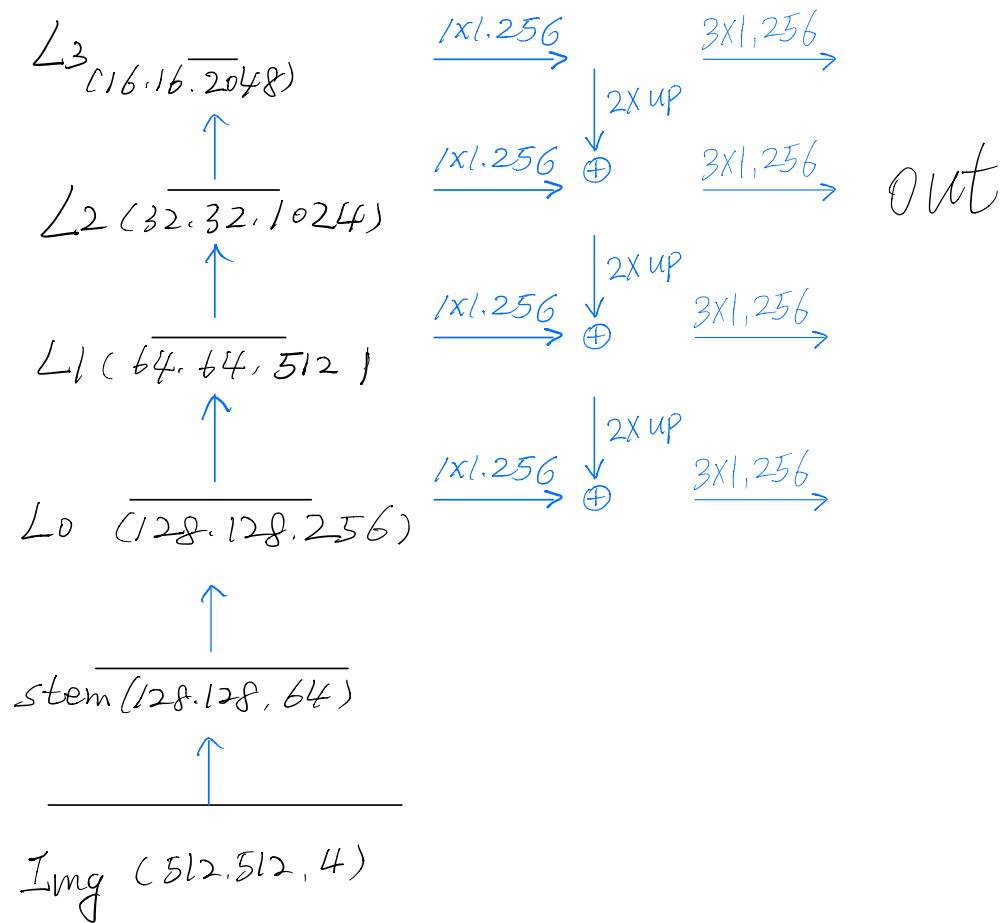 L3 1x1.256 3x1,256
(16.16.2048)
2x up
1x1.256 3x1,256
out
L2 (32.32.1024)
2x up
1x1.256 3x1,256
L1 (64.64.512)
2x up
1x1.256 3x1,256
L0 (128.128.256)
stem (128.128,64)
Img (512.512,4)